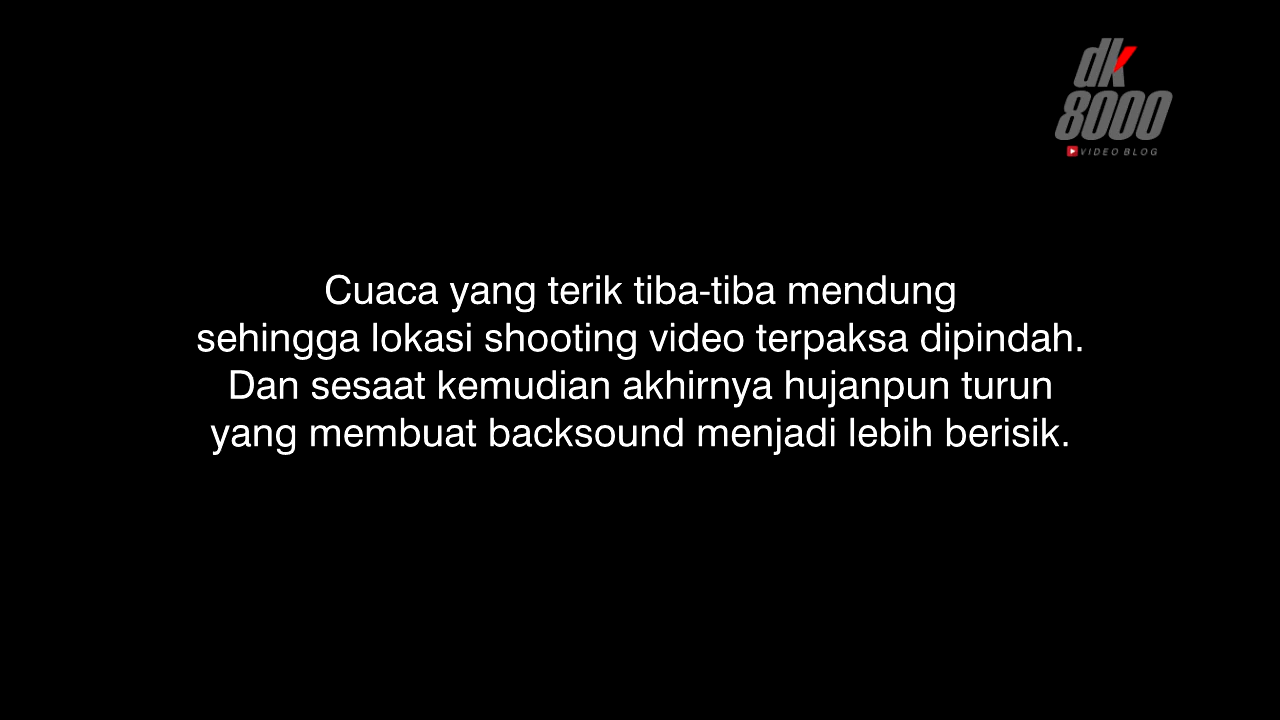 dk
8000
VIDEO BLOG
Cuaca yang terik tiba-tiba mendung
sehingga lokasi shooting video terpaksa dipindah.
Dan sesaat kemudian akhirnya hujanpun turun
yang membuat backsound menjadi lebih berisik.